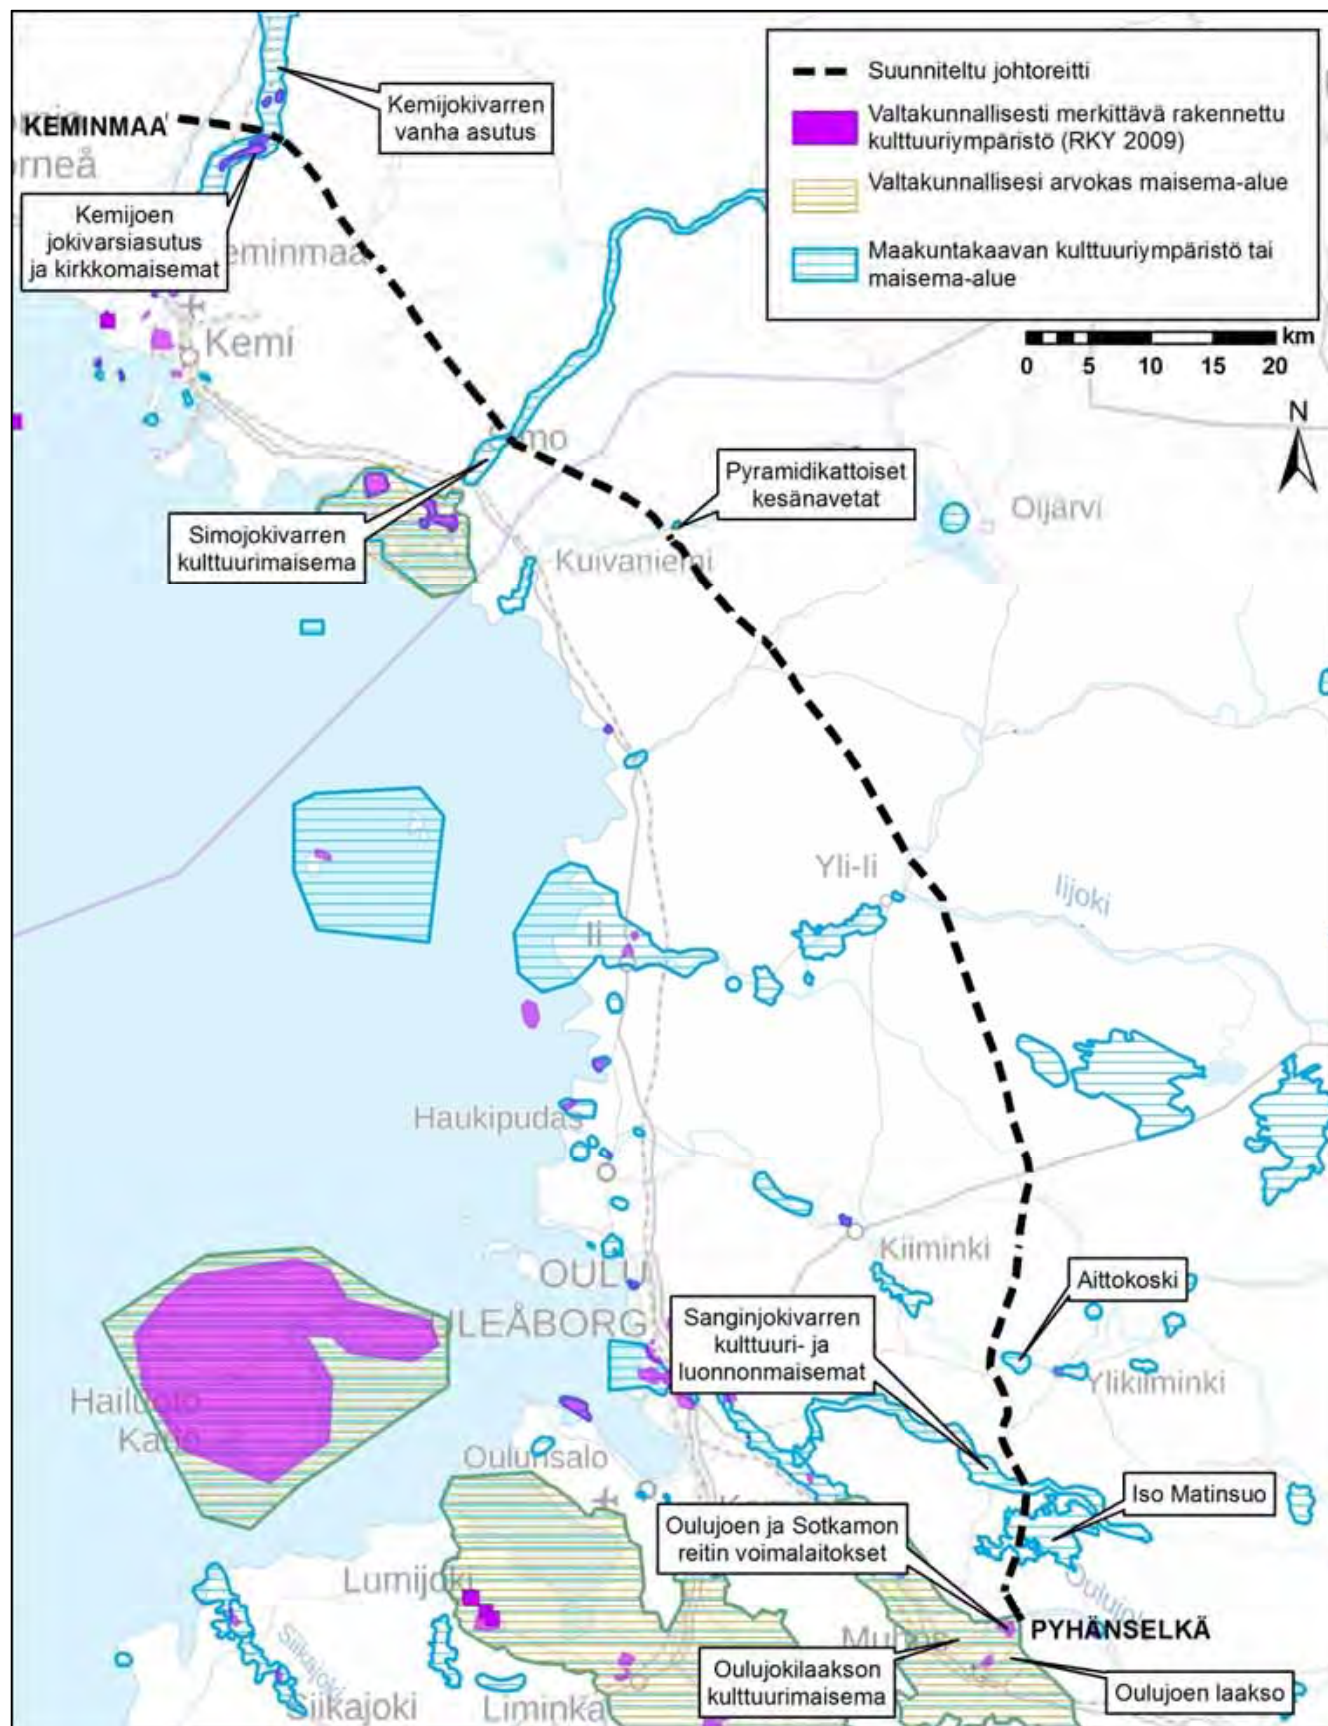 Suunniteltu johtoreitti
Valtakunnallisesti merkittävä rakennettu
kulttuuriympäristö (RKY 2009)
Valtakunnallisesi arvokas maisema-alue
Maakuntakaavan kulttuuriympäristö tai
maisema-alue
km
0 5 10 15 20
N
Kemijokivarren
vanha asutus
KEMINMAA
Kemijoen
jokivarsiasutus
ja kirkkomaisemat
Kemi
Pyramidikattoiset
kesänavetat
Oijärvi
Simojokivarren
kulttuurimaisema
Kuivaniemi
Yli-Ii
Iijoki
Ii
Haukipudas
Kiiminki
OULU
Aittokoski
Sanginjokivarren
kulttuuri- ja
luonnonmaisemat
Ylikiiminki
Hailuoto
Oulunsalo
Iso Matinsuo
Oulujoen ja Sotkamon
reitin voimalaitokset
Lumijoki
PYHÄNSELKÄ
Siikajoki
Oulujokilaakson
kulttuurimaisema
Oulujoen laakso
Siikajoki
Liminka